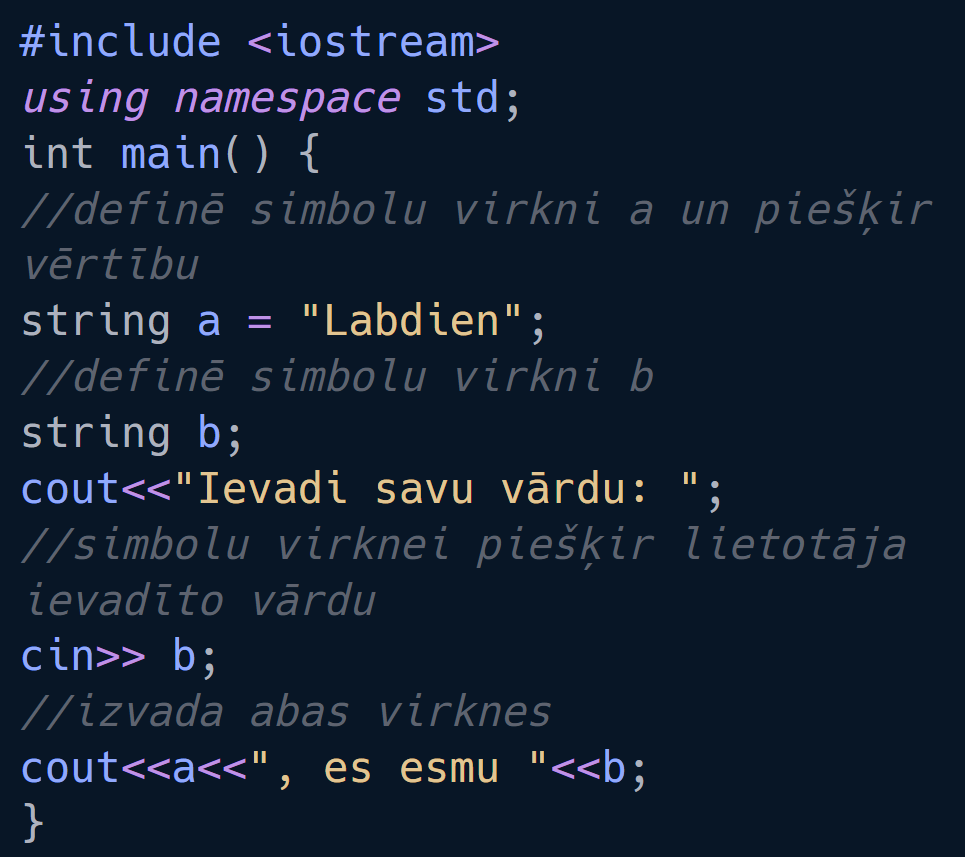 #include <iostream>
using namespace std;
int main() {
//definē simbolu virkni a un piešķir
vērtību
string a = "Labdien";
//definē simbolu virkni b
string b;
cout<<"Ievadi savu vārdu: ";
//simbolu virknei piešķir lietotāja
ievadīto vārdu
cin>> b;
//izvada abas virknes
cout<<a<<", es esmu "<<b;
}